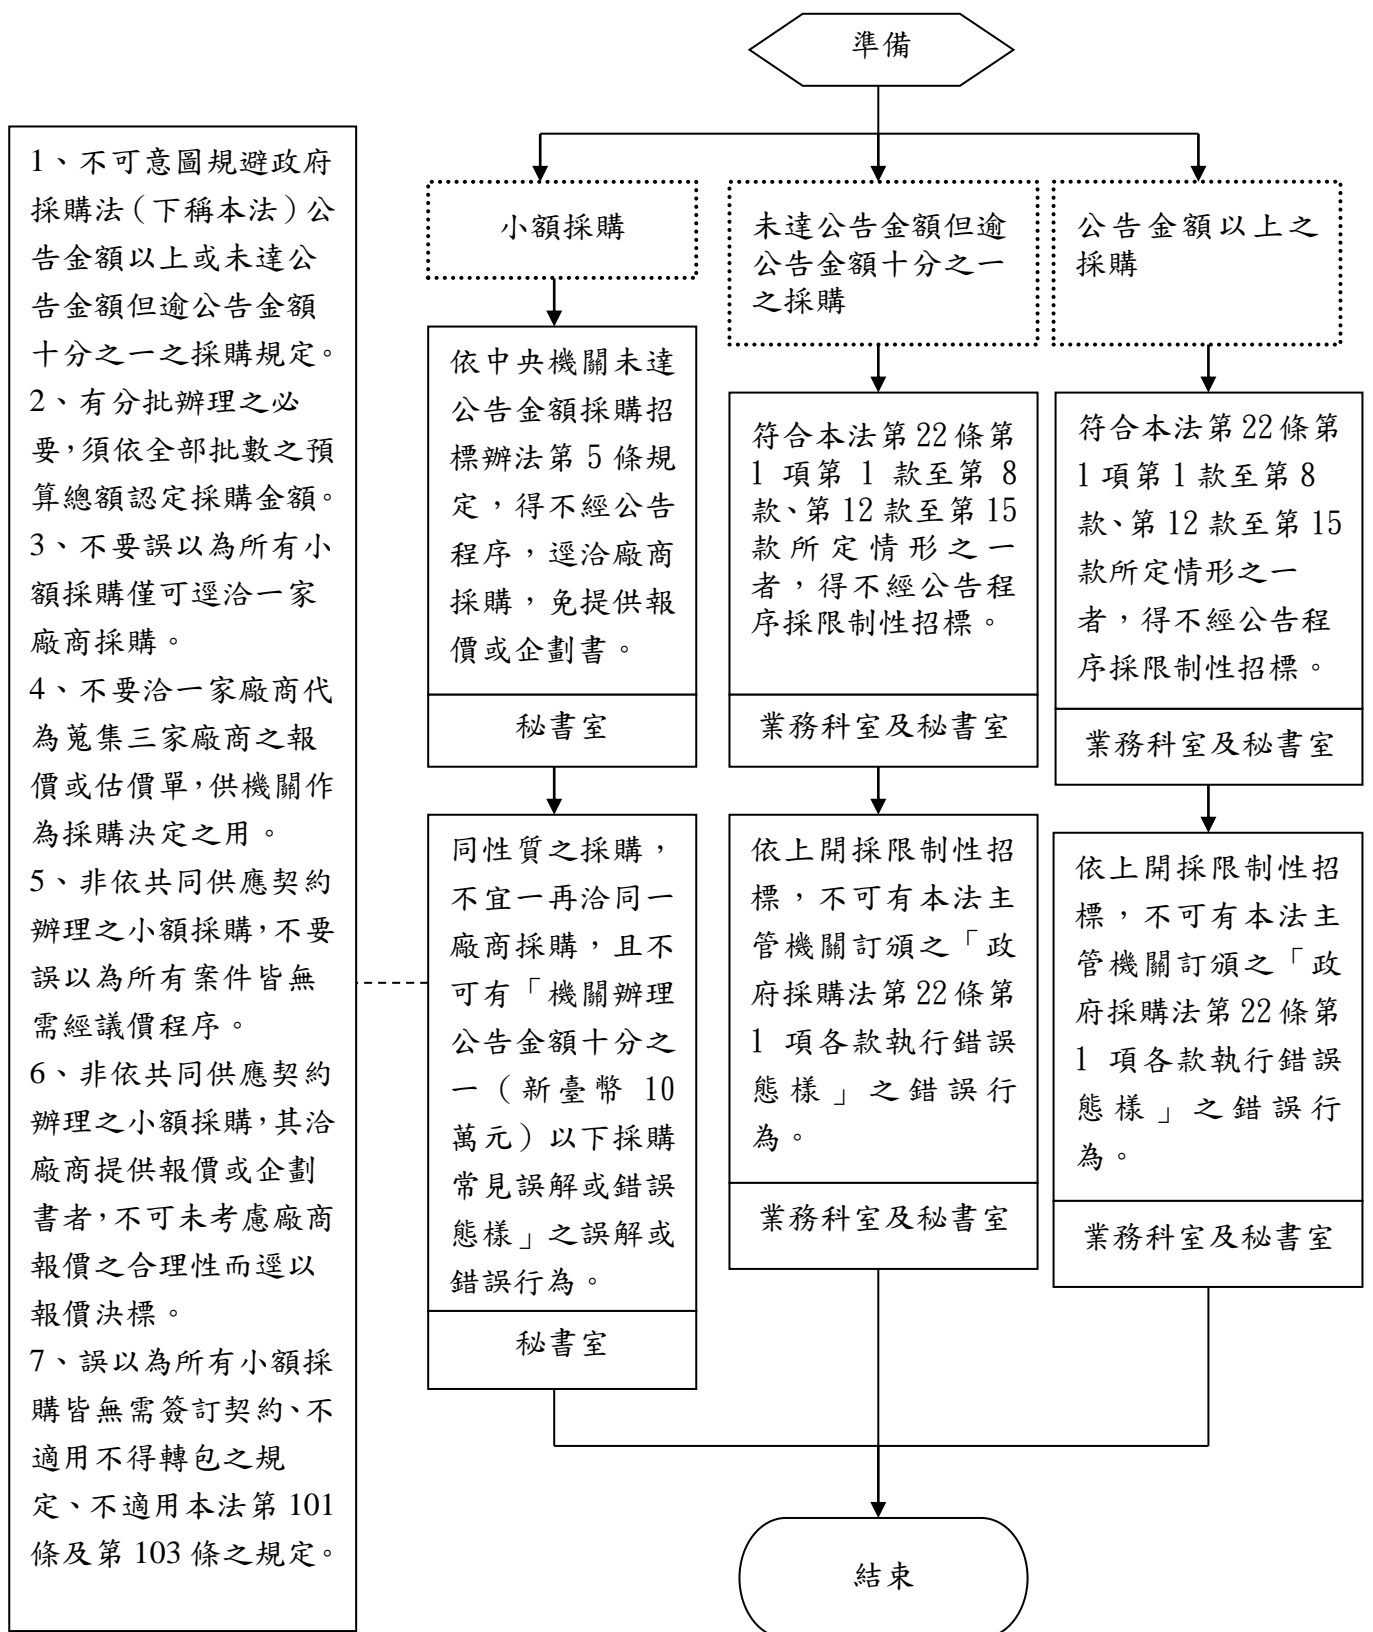 準備
1、不可意圖規避政府
採購法（下稱本法）公
告金額以上或未達公
告金額但逾公告金額
十分之一之採購規定。
2、有分批辦理之必
要，須依全部批數之預
算總額認定採購金額。
3、不要誤以為所有小
額採購僅可逕洽一家
廠商採購。
4、不要洽一家廠商代
為蒐集三家廠商之報
價或估價單，供機關作
為採購決定之用。
5、非依共同供應契約
辦理之小額採購，不要
誤以為所有案件皆無
需經議價程序。
6、非依共同供應契約
辦理之小額採購，其洽
廠商提供報價或企劃
書者，不可未考慮廠商
報價之合理性而逕以
報價決標。
7、誤以為所有小額採
購皆無需簽訂契約、不
適用不得轉包之規
定、不適用本法第 101
條及第 103 條之規定。
小額採購
依中央機關未達
公告金額採購招
標辦法第 5 條規
定，得不經公告
程序，逕洽廠商
採購，免提供報
價或企劃書。
秘書室
同性質之採購，
不宜一再洽同一
廠商採購，且不
可有「機關辦理
公告金額十分之
一（新臺幣 10
萬元）以下採購
常見誤解或錯誤
態樣」之誤解或
錯誤行為。
秘書室
未達公告金額但逾
公告金額十分之一
之採購
符合本法第 22 條第
1 項第 1 款至第 8
款、第 12 款至第 15
款所定情形之一
者，得不經公告程
序採限制性招標。
業務科室及秘書室
依上開採限制性招
標，不可有本法主
管機關訂頒之「政
府採購法第 22 條第
1 項各款執行錯誤
態樣」之錯誤行
為。
業務科室及秘書室
公告金額以上之
採購
符合本法第 22 條第
1 項第 1 款至第 8
款、第 12 款至第 15
款所定情形之一
者，得不經公告程
序採限制性招標。
業務科室及秘書室
依上開採限制性招
標，不可有本法主
管機關訂頒之「政
府採購法第 22 條第
1 項各款執行錯誤
態樣」之錯誤行
為。
業務科室及秘書室
結束